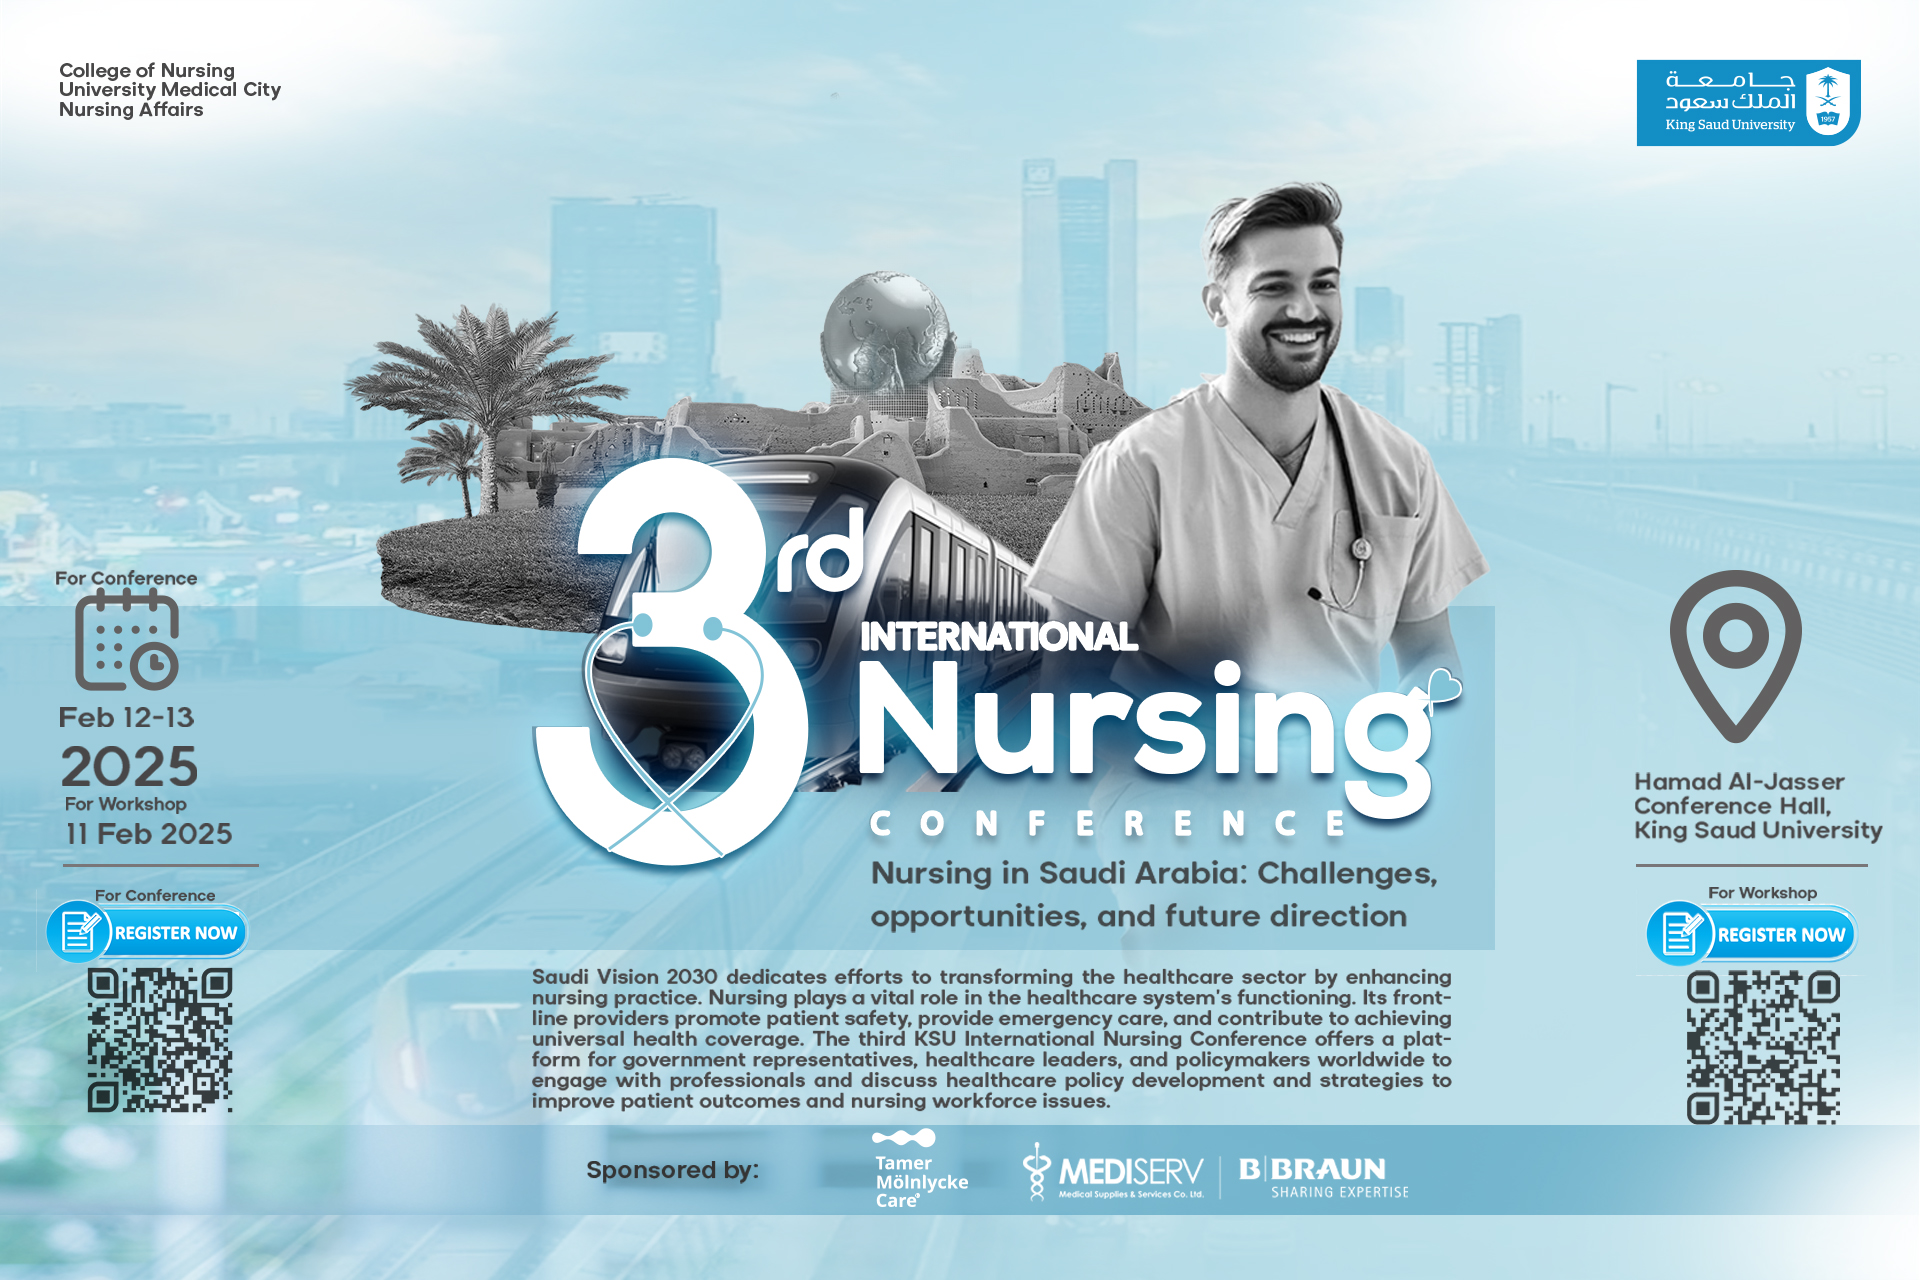 College of Nursing
University Medical City
Nursing Affairs
جامعة
الملك سعود
King Saud University
1957
3rd
INTERNATIONAL
Nursing
CONFERENCE
Nursing in Saudi Arabia: Challenges,
opportunities, and future direction
For Conference
Feb 12-13
2025
For Workshop
11 Feb 2025
For Conference
REGISTER NOW
Hamad Al-Jasser
Conference Hall,
King Saud University
For Workshop
REGISTER NOW
Saudi Vision 2030 dedicates efforts to transforming the healthcare sector by enhancing
nursing practice. Nursing plays a vital role in the healthcare system's functioning. Its front-
line providers promote patient safety, provide emergency care, and contribute to achieving
universal health coverage. The third KSU International Nursing Conference offers a plat-
form for government representatives, healthcare leaders, and policymakers worldwide to
engage with professionals and discuss healthcare policy development and strategies to
improve patient outcomes and nursing workforce issues.
Sponsored by:
Tamer
Mölnlycke
Care®
MEDISERV
Medical Supplies & Services Co. Ltd.
B|BRAUN
SHARING EXPERTISE